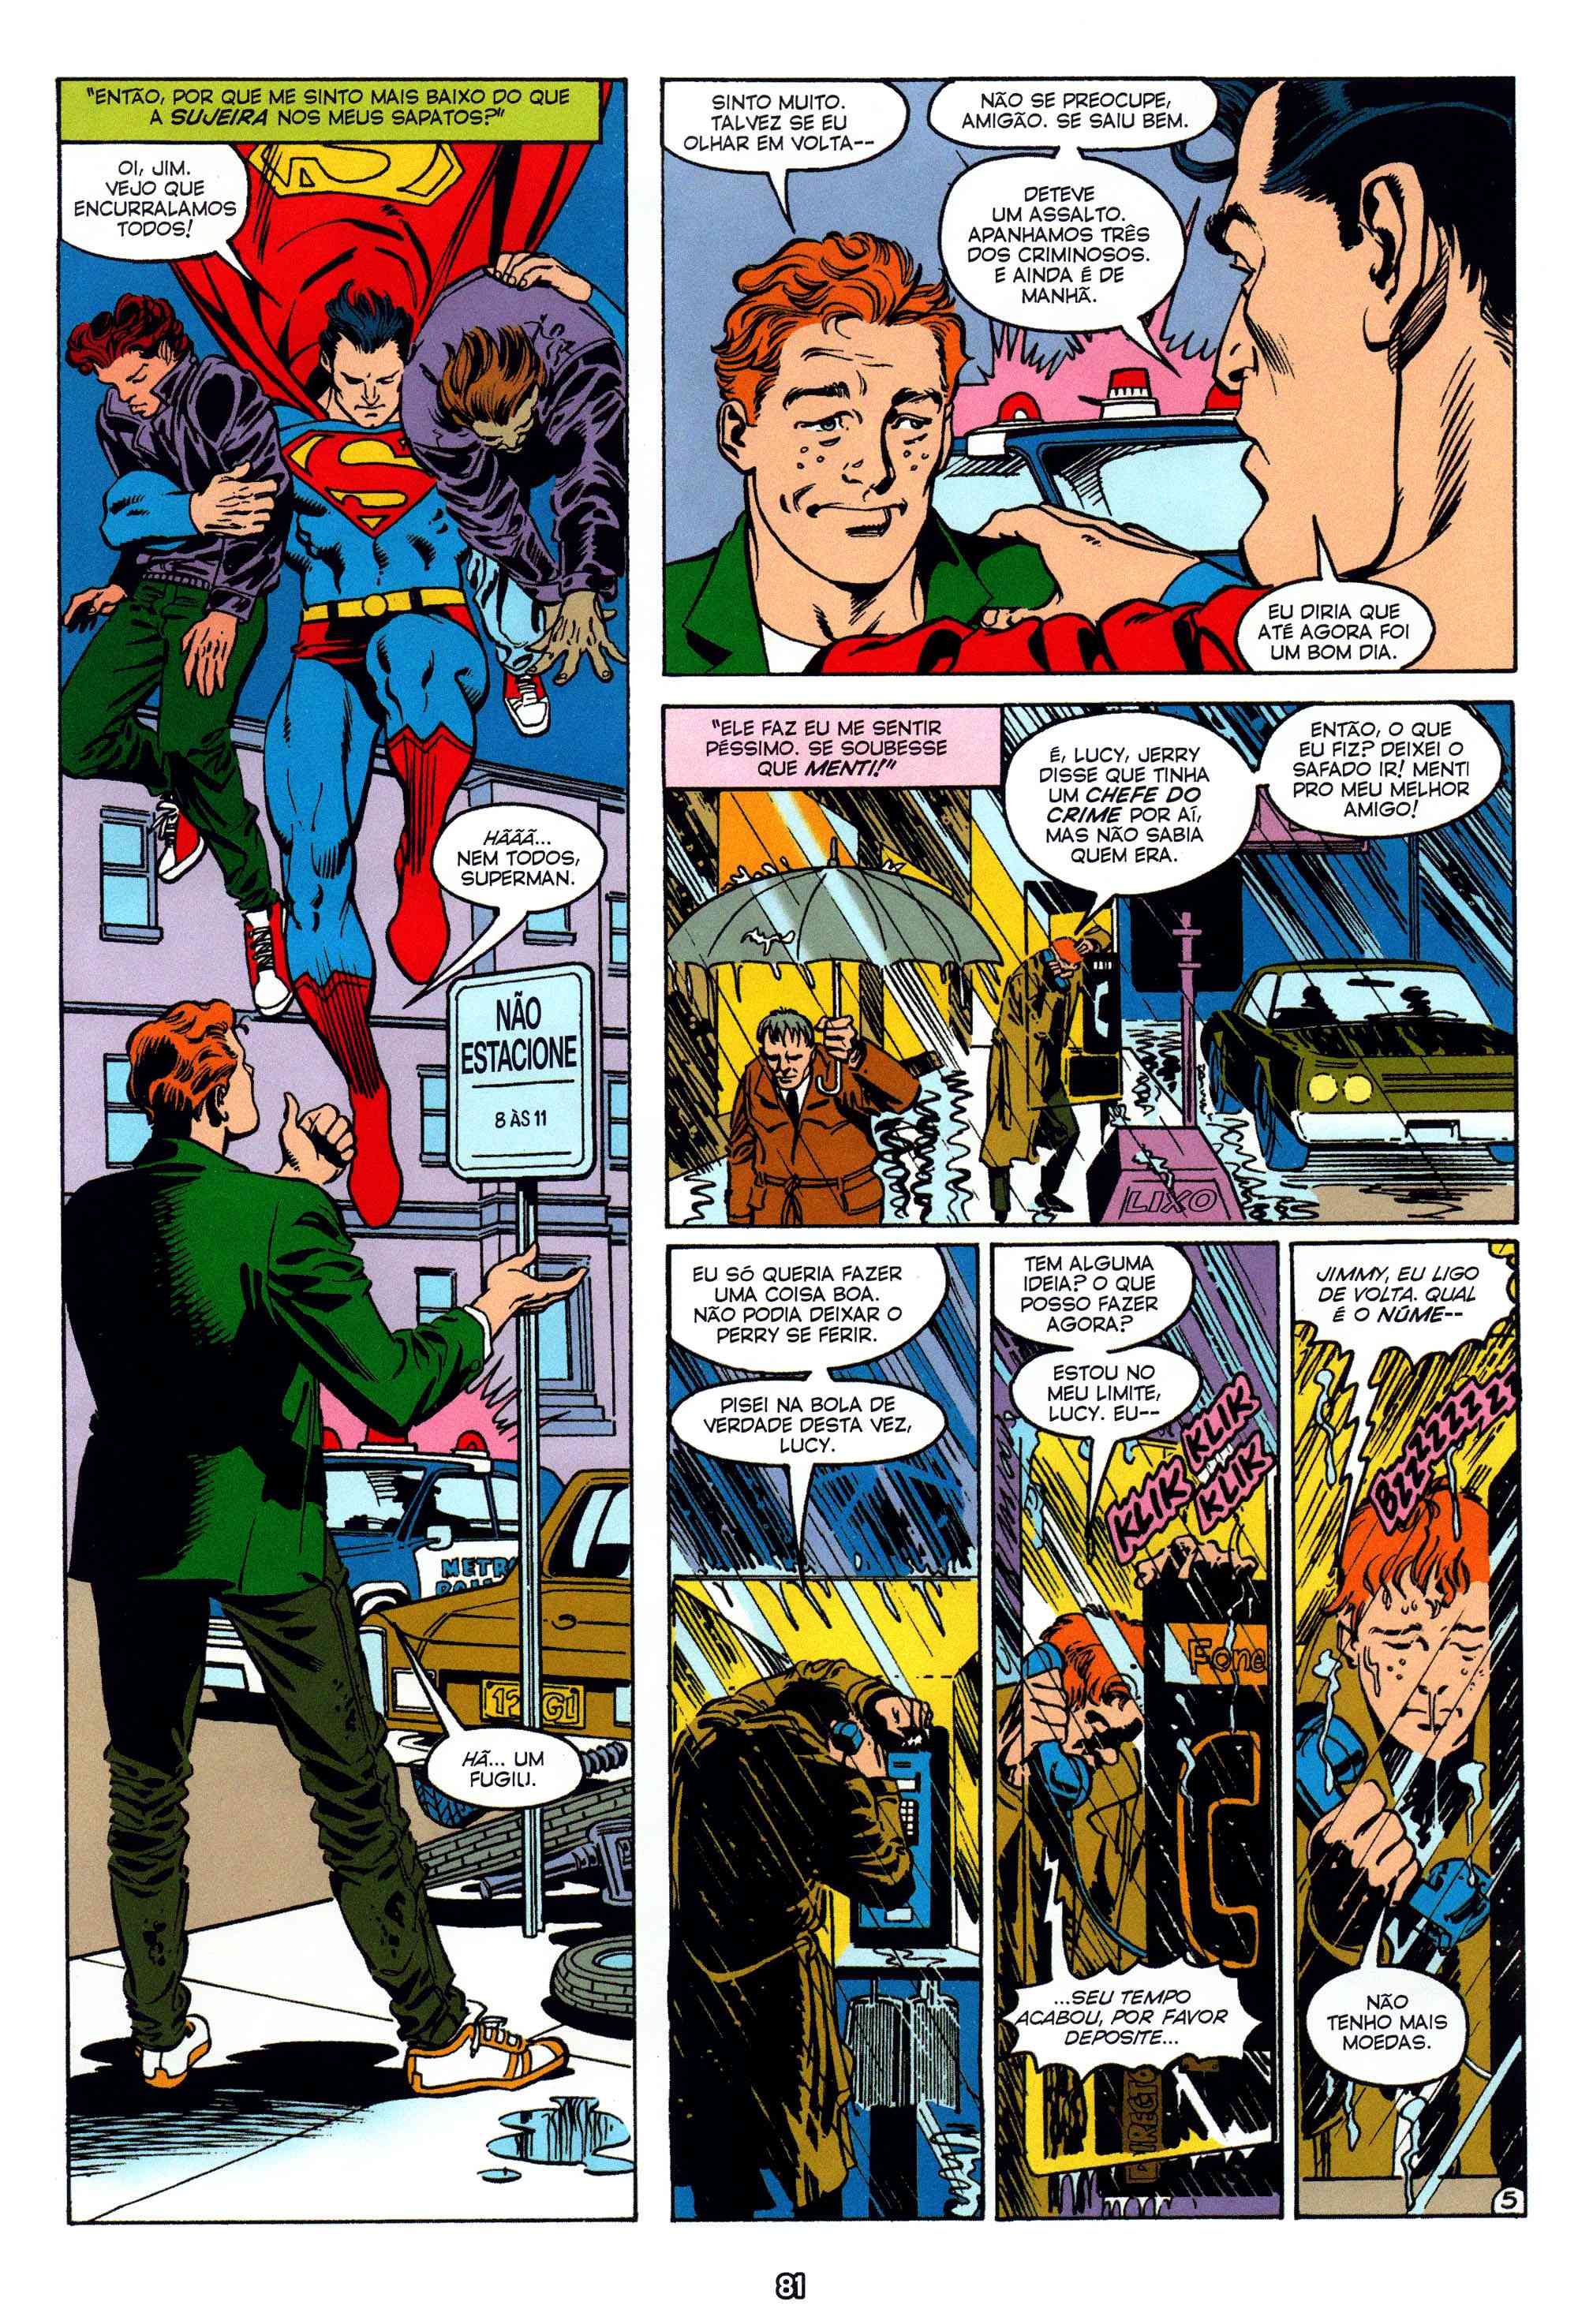 "ENTÃO, POR QUE ME SINTO MAIS BAIXO DO QUE
A SUJEIRA NOS MEUS SAPATOS?"
OI, JIM.
VEJO QUE
ENCURRALAMOS
TODOS!
HÃÃÃ...
NEM TODOS,
SUPERMAN.
NÃO
ESTACIONE
8 ÀS 11
METR
HÃ... UM
FUGIU.
SINTO MUITO.
TALVEZ SE EU
OLHAR EM VOLTA--
NÃO SE PREOCUPE,
AMIGÃO. SE SAIU BEM.
DETEVE
UM ASSALTO.
APANHAMOS TRÊS
DOS CRIMINOSOS.
E AINDA É DE
MANHÃ.
EU DIRIA QUE
ATÉ AGORA FOI
UM BOM DIA.
"ELE FAZ EU ME SENTIR
PÉSSIMO. SE SOUBESSE
QUE MENTI!"
É, LUCY, JERRY
DISSE QUE TINHA
UM CHEFE DO
CRIME POR AÍ,
MAS NÃO SABIA
QUEM ERA.
ENTÃO, O QUE
EU FIZ? DEIXEI O
SAFADO IR! MENTI
PRO MEU MELHOR
AMIGO!
LIXO
EU SÓ QUERIA FAZER
UMA COISA BOA.
NÃO PODIA DEIXAR O
PERRY SE FERIR.
PISEI NA BOLA DE
VERDADE DESTA VEZ,
LUCY.
TEM ALGUMA
IDEIA? O QUE
POSSO FAZER
AGORA?
ESTOU NO
MEU LIMITE,
LUCY. EU--
KLIK
KLIK
KLIK
Fone
...SEU TEMPO
ACABOU, POR FAVOR
DEPOSITE...
DIRECTO
JIMMY, EU LIGO
DE VOLTA. QUAL
É O NÚME--
BZZZZZZ
NÃO
TENHO MAIS
MOEDAS.
5
81